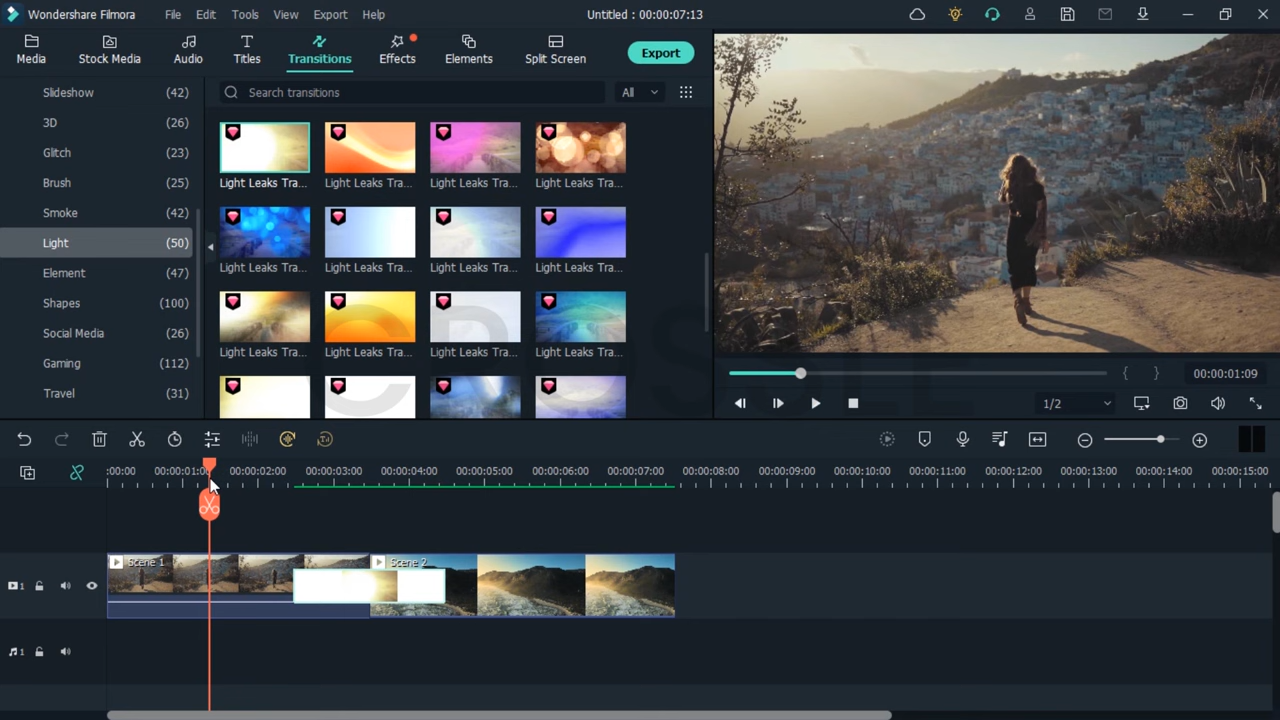 Wondershare Filmora File Edit Tools View Export Help Untitled : 00:00:07:13
Media Stock Media Audio Titles Transitions Effects Elements Split Screen Export
Slideshow (42)
3D (26)
Glitch (23)
Brush (25)
Smoke (42)
Light (50)
Element (47)
Shapes (100)
Social Media (26)
Gaming (112)
Travel (31)
Search transitions All
Light Leaks Tra... Light Leaks Tra... Light Leaks Tra... Light Leaks Tra...
Light Leaks Tra... Light Leaks Tra... Light Leaks Tra... Light Leaks Tra...
Light Leaks Tra... Light Leaks Tra... Light Leaks Tra... Light Leaks Tra...
00:00:01:09
1/2
:00:00 00:00:01:00 00:00:02:00 00:00:03:00 00:00:04:00 00:00:05:00 00:00:06:00 00:00:07:00 00:00:08:00 00:00:09:00 00:00:10:00 00:00:11:00 00:00:12:00 00:00:13:00 00:00:14:00 00:00:15:00
Scene 1 Scene 2
1
1